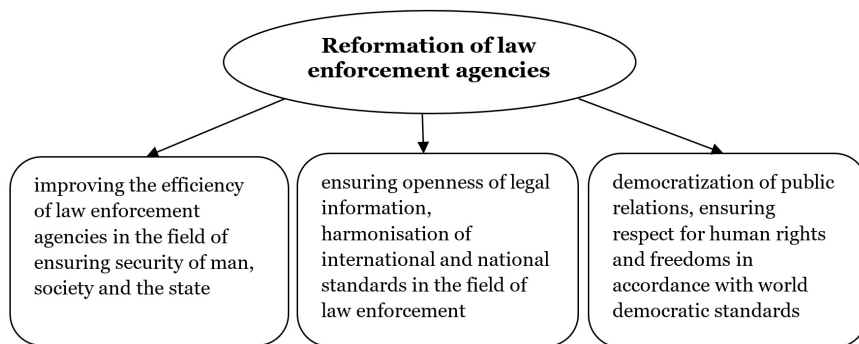 Reformation of law
enforcement agencies
improving the efficiency
of law enforcement
agencies in the field of
ensuring security of man,
society and the state
ensuring openness of legal
information,
harmonisation of
international and national
standards in the field of
law enforcement
democratization of public
relations, ensuring
respect for human rights
and freedoms in
accordance with world
democratic standards